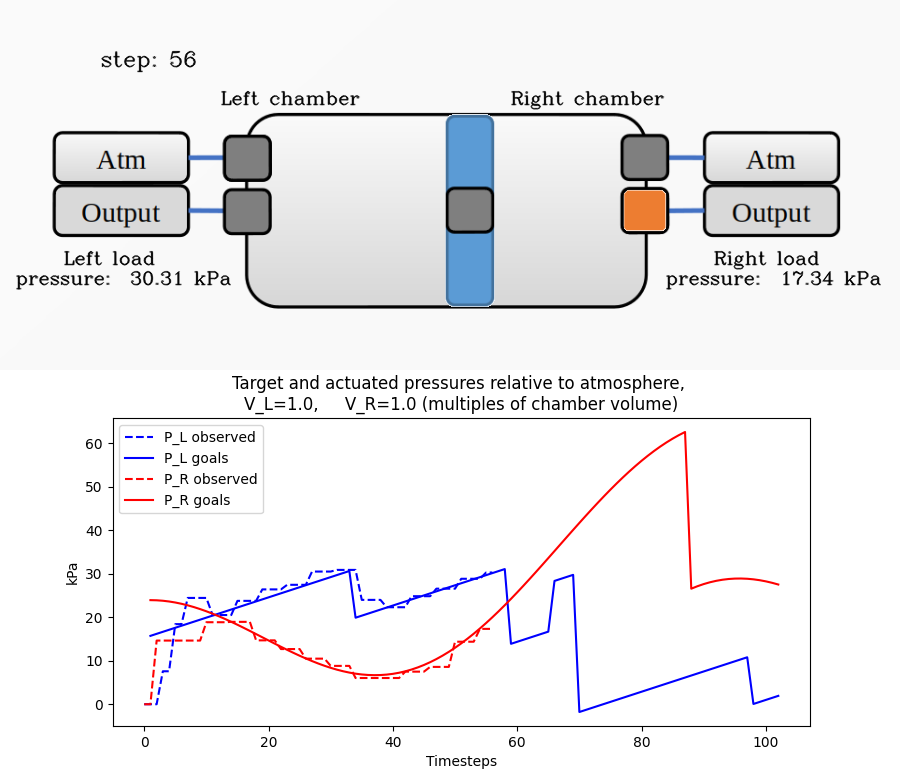 step: 56
Left chamber
Right chamber
Atm
Atm
Output
Output
Left load
pressure: 30.31 kPa
Right load
pressure: 17.34 kPa
Target and actuated pressures relative to atmosphere,
V_L=1.0, V_R=1.0 (multiples of chamber volume)
P_L observed
P_L goals
P_R observed
P_R goals
60
50
40
30
20
10
0
kPa
0 20 40 60 80 100
Timesteps